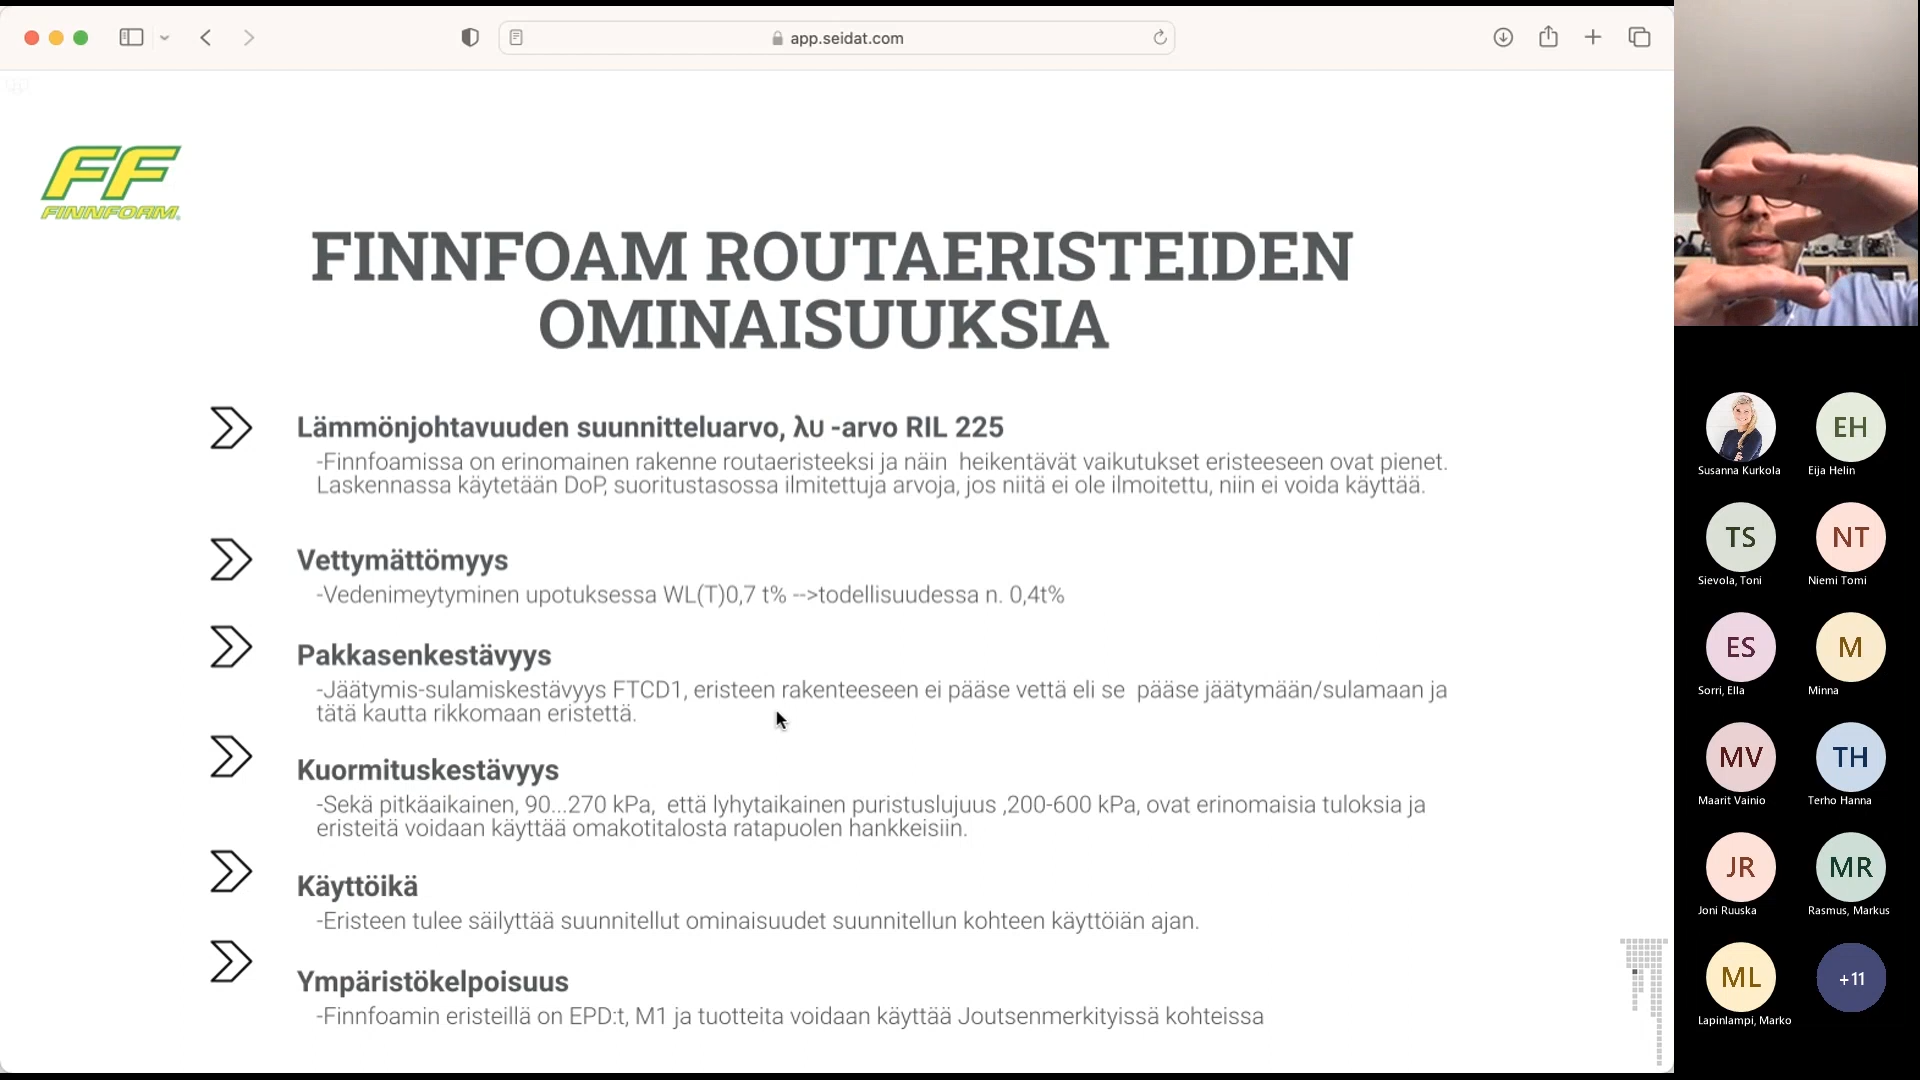 app.seidat.com
FF
FINNFOAM
FINNFOAM ROUTAERISTEIDEN
OMINAISUUKSIA
Lämmönjohtavuuden suunnitteluarvo, λU -arvo RIL 225
-Finnfoamissa on erinomainen rakenne routaeristeeksi ja näin heikentävät vaikutukset eristeeseen ovat pienet.
Laskennassa käytetään DoP, suoritustasossa ilmitettuja arvoja, jos niitä ei ole ilmoitettu, niin ei voida käyttää.
Vettymättömyys
-Vedenimeytyminen upotuksessa WL(T)0,7 t% -->todellisuudessa n. 0,4t%
Pakkasenkestävyys
-Jäätymis-sulamiskestävyys FTCD1, eristeen rakenteeseen ei pääse vettä eli se pääse jäätymään/sulamaan ja
tätä kautta rikkomaan eristettä.
Kuormituskestävyys
-Sekä pitkäaikainen, 90...270 kPa, että lyhytaikainen puristuslujuus ,200-600 kPa, ovat erinomaisia tuloksia ja
eristeitä voidaan käyttää omakotitalosta ratapuolen hankkeisiin.
Käyttöikä
-Eristeen tulee säilyttää suunnitellut ominaisuudet suunnitellun kohteen käyttöiän ajan.
Ympäristökelpoisuus
-Finnfoamin eristeillä on EPD:t, M1 ja tuotteita voidaan käyttää Joutsenmerkityissä kohteissa
Susanna Kurkola
EH
Eija Helin
TS
Sievola, Toni
NT
Niemi Tomi
ES
Sorri, Ella
M
Minna
MV
Maarit Vainio
TH
Terho Hanna
JR
Joni Ruuska
MR
Rasmus, Markus
ML
Lapinlampi, Marko
+11